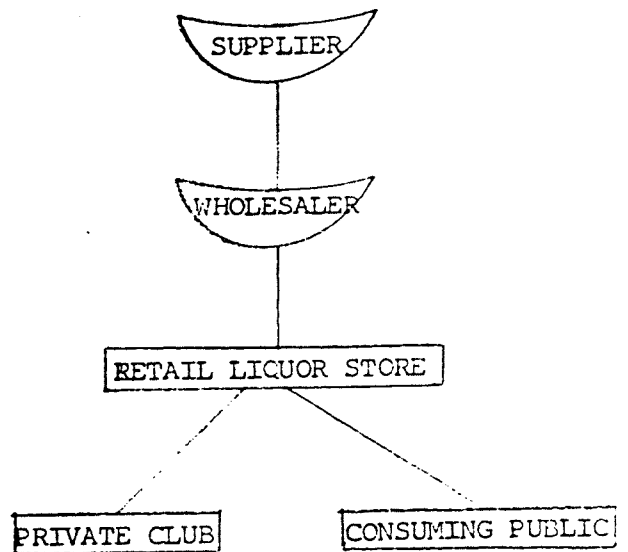 SUPPLIER
WHOLESALER
RETAIL LIQUOR STORE
PRIVATE CLUB
CONSUMING PUBLIC